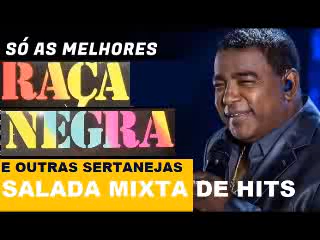 SÓ AS MELHORES
RAÇA
NEGRA
E OUTRAS SERTANEJAS
SALADA MIXTA DE HITS